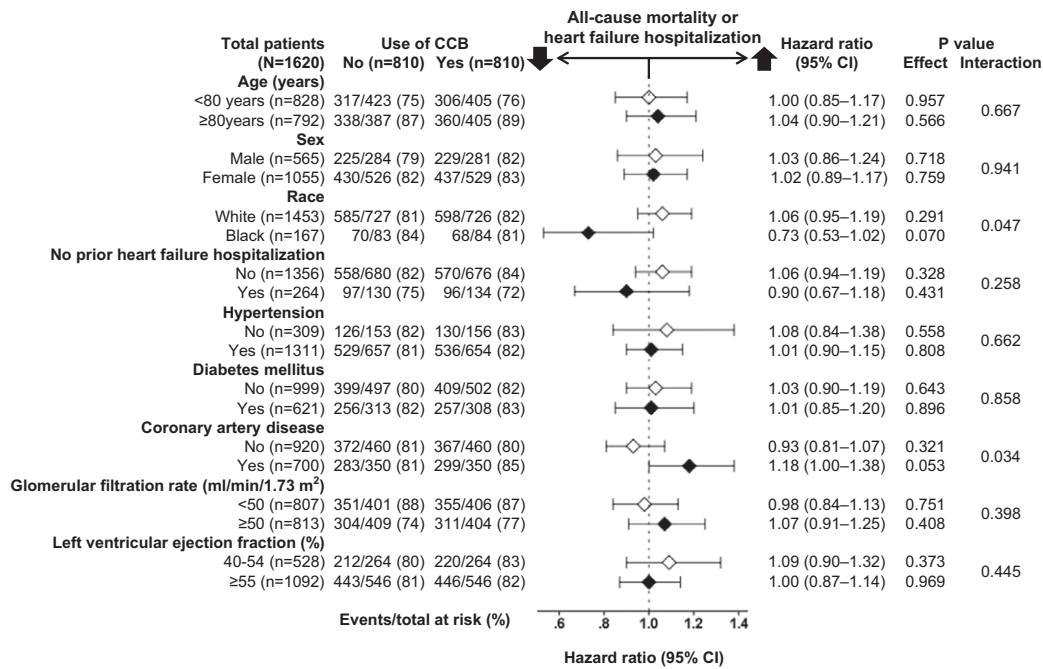 All-cause mortality or
heart failure hospitalization
Total patients Use of CCB Hazard ratio P value
(N=1620) No (n=810) Yes (n=810) (95% CI) Effect Interaction
Age (years)
<80 years (n=828) 317/423 (75) 306/405 (76) 1.00 (0.85–1.17) 0.957
0.667
≥80years (n=792) 338/387 (87) 360/405 (89) 1.04 (0.90–1.21) 0.566
Sex
Male (n=565) 225/284 (79) 229/281 (82) 1.03 (0.86–1.24) 0.718
0.941
Female (n=1055) 430/526 (82) 437/529 (83) 1.02 (0.89–1.17) 0.759
Race
White (n=1453) 585/727 (81) 598/726 (82) 1.06 (0.95–1.19) 0.291
0.047
Black (n=167) 70/83 (84) 68/84 (81) 0.73 (0.53–1.02) 0.070
No prior heart failure hospitalization
No (n=1356) 558/680 (82) 570/676 (84) 1.06 (0.94–1.19) 0.328
0.258
Yes (n=264) 97/130 (75) 96/134 (72) 0.90 (0.67–1.18) 0.431
Hypertension
No (n=309) 126/153 (82) 130/156 (83) 1.08 (0.84–1.38) 0.558
0.662
Yes (n=1311) 529/657 (81) 536/654 (82) 1.01 (0.90–1.15) 0.808
Diabetes mellitus
No (n=999) 399/497 (80) 409/502 (82) 1.03 (0.90–1.19) 0.643
0.858
Yes (n=621) 256/313 (82) 257/308 (83) 1.01 (0.85–1.20) 0.896
Coronary artery disease
No (n=920) 372/460 (81) 367/460 (80) 0.93 (0.81–1.07) 0.321
0.034
Yes (n=700) 283/350 (81) 299/350 (85) 1.18 (1.00–1.38) 0.053
Glomerular filtration rate (ml/min/1.73 m²)
<50 (n=807) 351/401 (88) 355/406 (87) 0.98 (0.84–1.13) 0.751
0.398
≥50 (n=813) 304/409 (74) 311/404 (77) 1.07 (0.91–1.25) 0.408
Left ventricular ejection fraction (%)
40-54 (n=528) 212/264 (80) 220/264 (83) 1.09 (0.90–1.32) 0.373
0.445
≥55 (n=1092) 443/546 (81) 446/546 (82) 1.00 (0.87–1.14) 0.969
Events/total at risk (%)
.6 .8 1.0 1.2 1.4
Hazard ratio (95% CI)